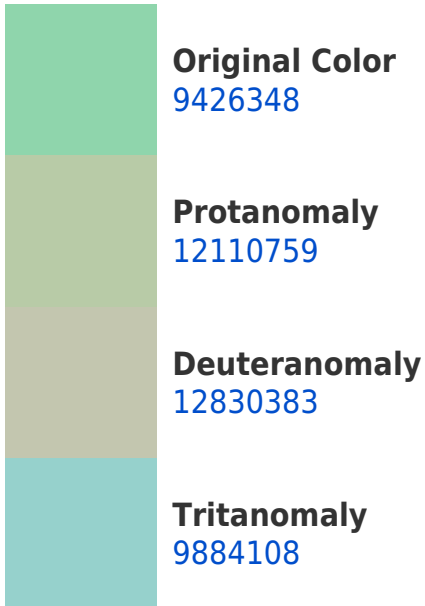 Original Color
9426348
Protanomaly
12110759
Deuteranomaly
12830383
Tritanomaly
9884108